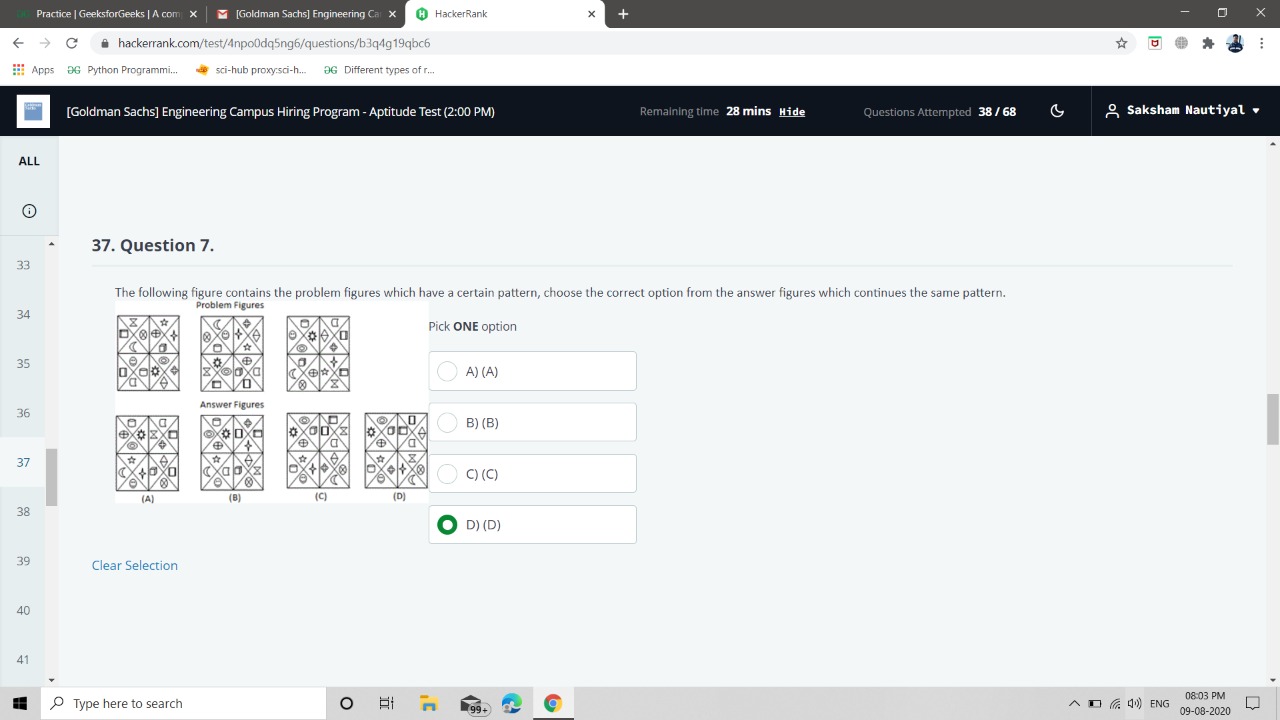 Practice | GeeksforGeeks | A com
[Goldman Sachs] Engineering Ca
HackerRank
hackerrank.com/test/4npo0dq5ng6/questions/b3q4g19qbc6
Apps
Python Programmi...
sci-hub proxy:sci-h...
Different types of r...
[Goldman Sachs] Engineering Campus Hiring Program - Aptitude Test (2:00 PM)
Remaining time 28 mins Hide
Questions Attempted 38 / 68
Saksham Nautiyal
ALL
33
34
35
36
37
38
39
40
41
37. Question 7.
The following figure contains the problem figures which have a certain pattern, choose the correct option from the answer figures which continues the same pattern.
Problem Figures
Answer Figures
(A)
(B)
(C)
(D)
Pick ONE option
A) (A)
B) (B)
C) (C)
D) (D)
Clear Selection
Type here to search
99+
ENG
08:03 PM
09-08-2020